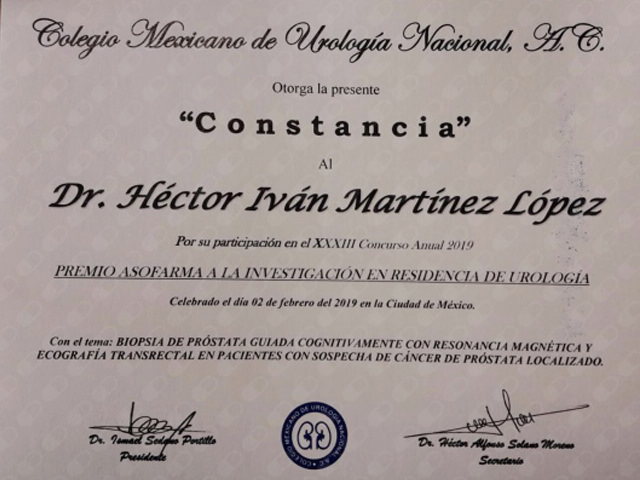 Colegio Mexicano de Urología Nacional, A.C.
Otorga la presente
"Constancia"
Al
Dr. Héctor Iván Martínez López
Por su participación en el XXXIII Concurso Anual 2019
PREMIO ASOFARMA A LA INVESTIGACIÓN EN RESIDENCIA DE UROLOGÍA
Celebrado el día 02 de febrero del 2019 en la Ciudad de México.
Con el tema: BIOPSIA DE PRÓSTATA GUIADA COGNITIVAMENTE CON RESONANCIA MAGNÉTICA Y
ECOGRAFÍA TRANSRECTAL EN PACIENTES CON SOSPECHA DE CÁNCER DE PRÓSTATA LOCALIZADO.
Dr. Ismael Sedano Portillo
Presidente
COLEGIO MEXICANO DE UROLOGÍA NACIONAL, A.C.
Dr. Héctor Alfonso Solano Moreno
Secretario